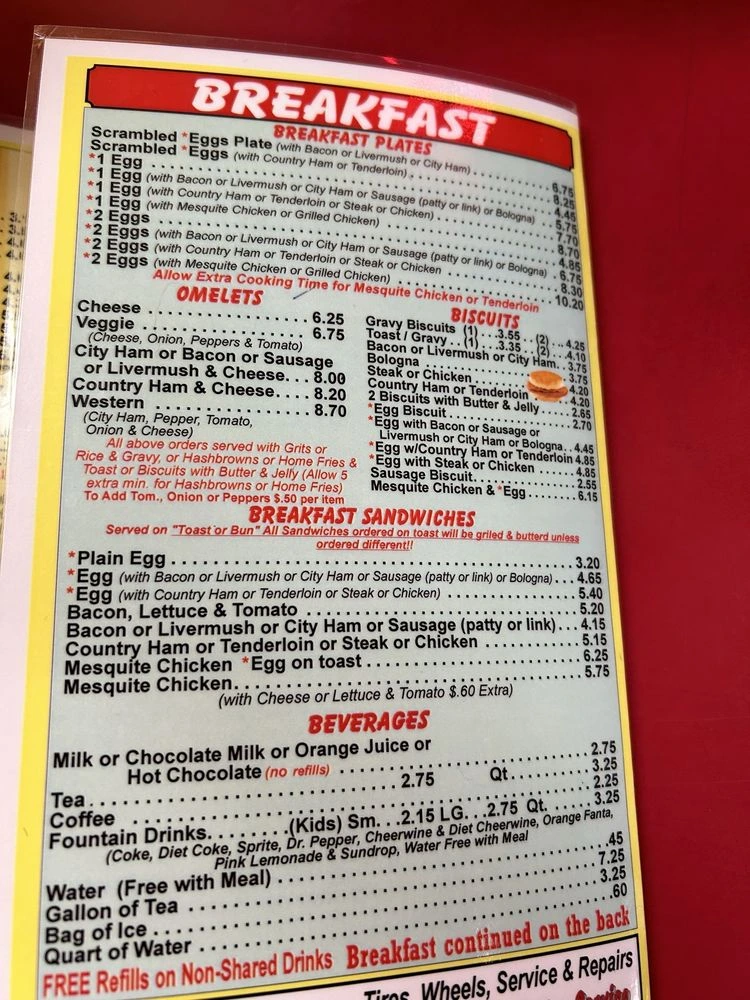 BREAKFAST
BREAKFAST PLATES
Scrambled *Eggs Plate (with Bacon or Livermush or City Ham) 6.75
Scrambled *Eggs (with Country Ham or Tenderloin) 8.25
*1 Egg 4.45
*1 Egg (with Bacon or Livermush or City Ham or Sausage (patty or link) or Bologna) 5.75
*1 Egg (with Country Ham or Tenderloin or Steak or Chicken) 7.70
*1 Egg (with Mesquite Chicken or Grilled Chicken) 8.70
*2 Eggs 4.85
*2 Eggs (with Bacon or Livermush or City Ham or Sausage (patty or link) or Bologna) 6.75
*2 Eggs (with Country Ham or Tenderloin or Steak or Chicken 8.30
*2 Eggs (with Mesquite Chicken or Grilled Chicken) 10.20
Allow Extra Cooking Time for Mesquite Chicken or Tenderloin
OMELETS
Cheese 6.25
Veggie 6.75
(Cheese, Onion, Peppers & Tomato)
City Ham or Bacon or Sausage
or Livermush & Cheese... 8.00
Country Ham & Cheese.... 8.20
Western 8.70
(City Ham, Pepper, Tomato,
Onion & Cheese)
All above orders served with Grits or
Rice & Gravy, or Hashbrowns or Home Fries &
Toast or Biscuits with Butter & Jelly (Allow 5
extra min. for Hashbrowns or Home Fries)
To Add Tom., Onion or Peppers $.50 per item
BISCUITS
Gravy Biscuits (1)...3.55 ..(2)... 4.25
Toast / Gravy..(1)...3.35 ..(2)...4.10
Bacon or Livermush or City Ham..3.75
Bologna 3.75
Steak or Chicken 4.20
Country Ham or Tenderloin 4.20
2 Biscuits with Butter & Jelly 2.65
*Egg Biscuit 2.70
*Egg with Bacon or Sausage or
Livermush or City Ham or Bologna.. 4.45
*Egg w/Country Ham or Tenderloin 4.85
*Egg with Steak or Chicken 4.85
Sausage Biscuit 2.55
Mesquite Chicken & *Egg 6.15
BREAKFAST SANDWICHES
Served on "Toast or Bun" All Sandwiches ordered on toast will be griled & butterd unless
ordered different!!
*Plain Egg 3.20
*Egg (with Bacon or Livermush or City Ham or Sausage (patty or link) or Bologna)... 4.65
*Egg (with Country Ham or Tenderloin or Steak or Chicken) 5.40
Bacon, Lettuce & Tomato 5.20
Bacon or Livermush or City Ham or Sausage (patty or link)... 4.15
Country Ham or Tenderloin or Steak or Chicken 5.15
Mesquite Chicken *Egg on toast 6.25
Mesquite Chicken 5.75
(with Cheese or Lettuce & Tomato $.60 Extra)
BEVERAGES
Milk or Chocolate Milk or Orange Juice or
Hot Chocolate (no refills) 2.75
Tea 2.75 Qt 3.25
Coffee 2.25
Fountain Drinks (Kids) Sm...2.15 LG...2.75 Qt. 3.25
(Coke, Diet Coke, Sprite, Dr. Pepper, Cheerwine & Diet Cheerwine, Orange Fanta,
Pink Lemonade & Sundrop, Water Free with Meal
Water (Free with Meal) .45
Gallon of Tea 7.25
Bag of Ice 3.25
Quart of Water .60
FREE Refills on Non-Shared Drinks Breakfast continued on the back
Tires, Wheels, Service & Repairs